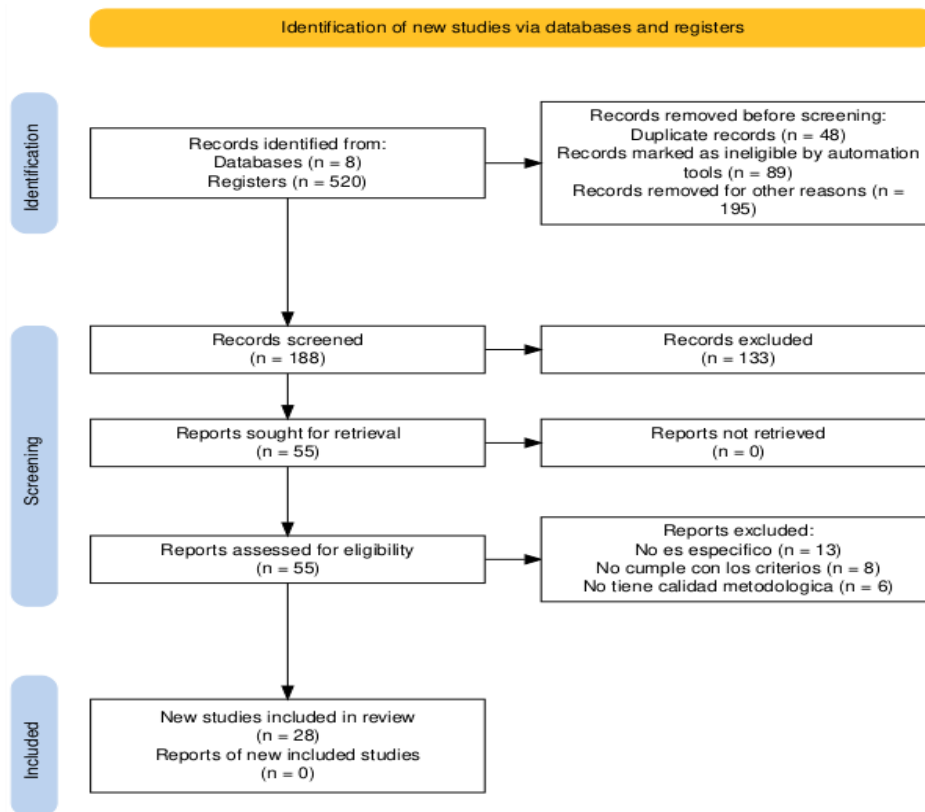 Identification of new studies via databases and registers
Identification
Records identified from:
Databases (n = 8)
Registers (n = 520)
Records removed before screening:
Duplicate records (n = 48)
Records marked as ineligible by automation
tools (n = 89)
Records removed for other reasons (n =
195)
Screening
Records screened
(n = 188)
Records excluded
(n = 133)
Reports sought for retrieval
(n = 55)
Reports not retrieved
(n = 0)
Reports assessed for eligibility
(n = 55)
Reports excluded:
No es especifico (n = 13)
No cumple con los criterios (n = 8)
No tiene calidad metodologica (n = 6)
Included
New studies included in review
(n = 28)
Reports of new included studies
(n = 0)